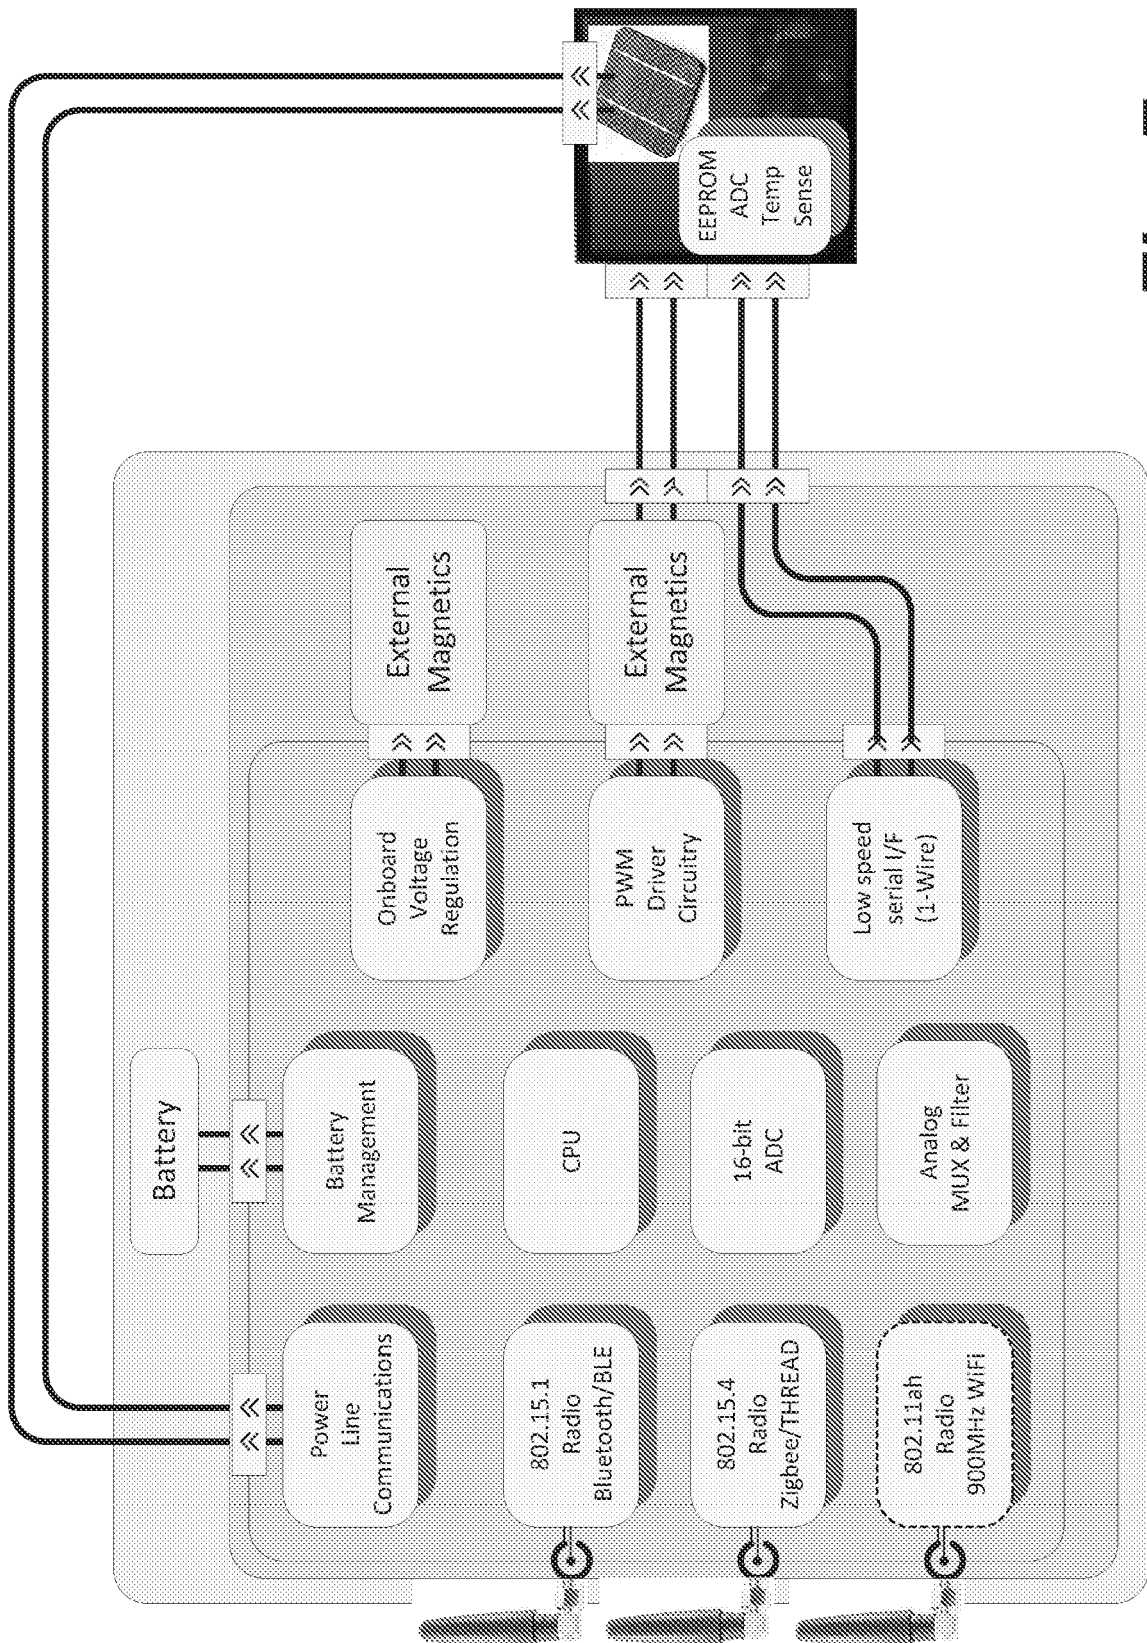 Battery
Power
Line
Communications
Battery
Management
Onboard
Voltage
Regulation
External
Magnetics
802.15.1
Radio
Bluetooth/BLE
CPU
PWM
Driver
Circuitry
External
Magnetics
802.15.4
Radio
Zigbee/THREAD
16-bit
ADC
802.11ah
Radio
900MHz WiFi
Analog
MUX & Filter
Low speed
serial I/F
(1-Wire)
EEPROM
ADC
Temp
Sense